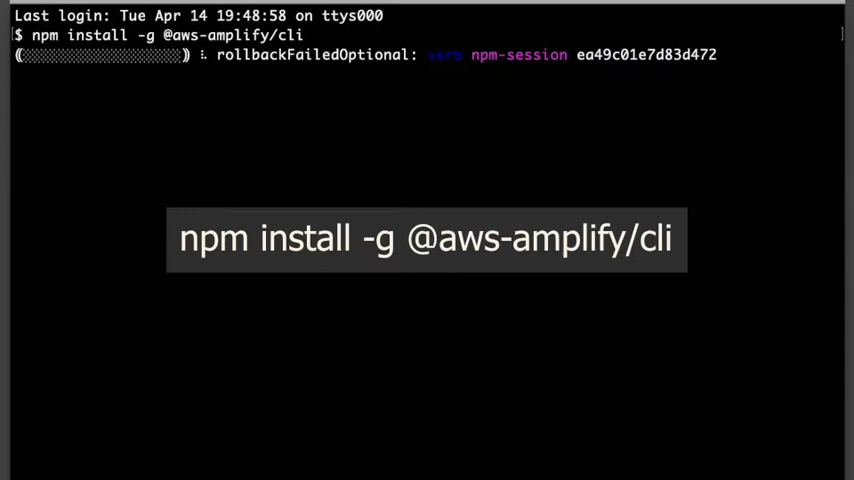 Last login: Tue Apr 14 19:48:58 on ttys000
[$ npm install -g @aws-amplify/cli ]
(░░░░░░░░░░░░░░░░░░) ⠧ rollbackFailedOptional: verb npm-session ea49c01e7d83d472
npm install -g @aws-amplify/cli